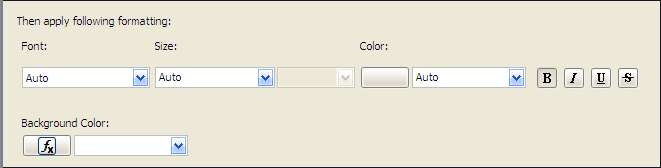 Then apply following formatting:
Font: Size: Color:
Auto Auto Auto B I U S
Background Color:
fx